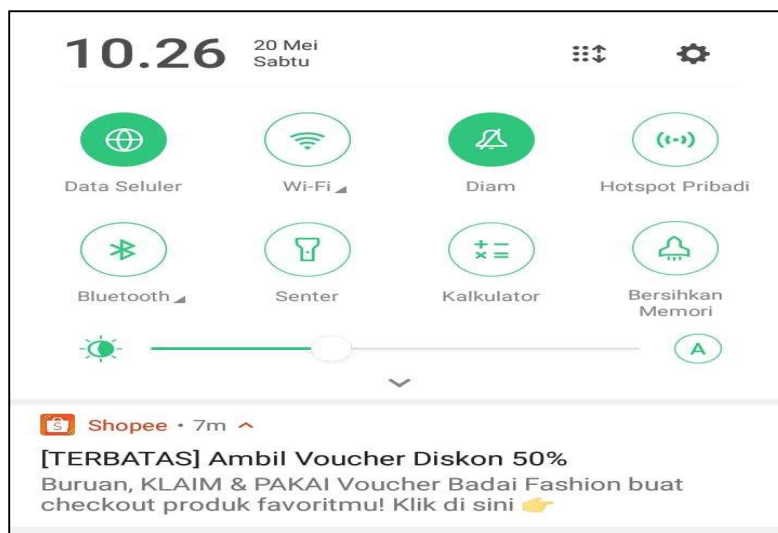 10.26
20 Mei
Sabtu
Data Seluler
Wi-Fi
Diam
Hotspot Pribadi
Bluetooth
Senter
Kalkulator
Bersihkan
Memori
A
Shopee • 7m
[TERBATAS] Ambil Voucher Diskon 50%
Buruan, KLAIM & PAKAI Voucher Badai Fashion buat
checkout produk favoritmu! Klik di sini 👉